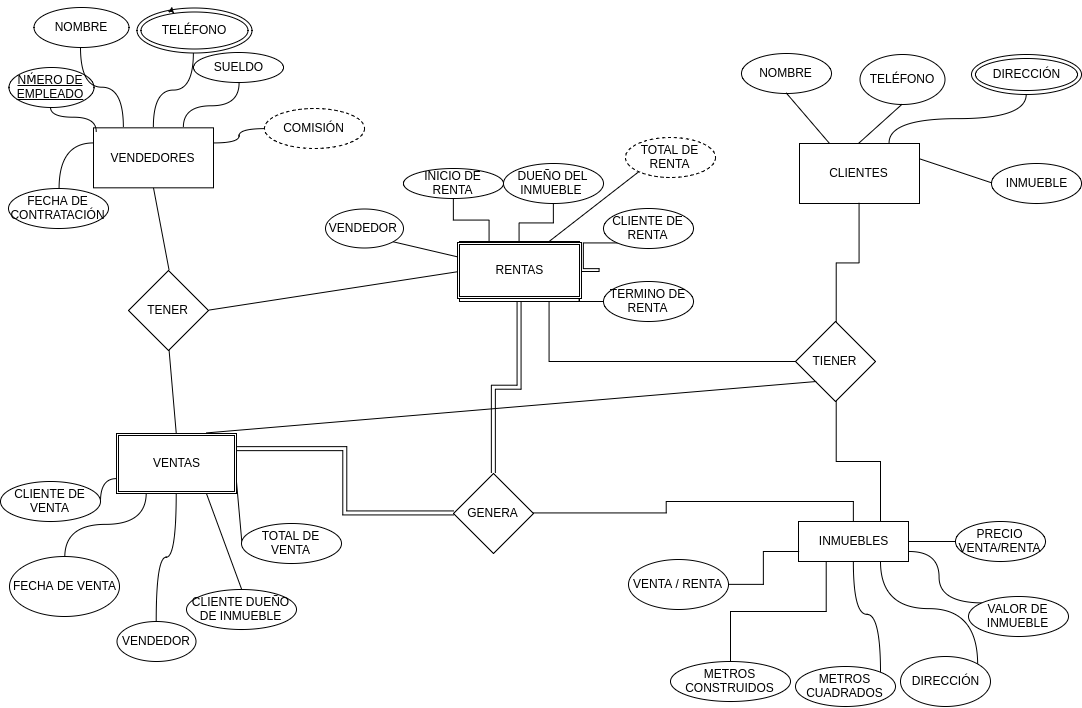 NOMBRE
TELÉFONO
SUELDO
NMERO DE
EMPLEADO
COMISIÓN
VENDEDORES
FECHA DE
CONTRATACIÓN
NOMBRE
TELÉFONO
DIRECCIÓN
CLIENTES
INMUEBLE
TOTAL DE
RENTA
INICIO DE
RENTA
DUEÑO DEL
INMUEBLE
VENDEDOR
CLIENTE DE
RENTA
RENTAS
TERMINO DE
RENTA
TENER
TIENER
VENTAS
CLIENTE DE
VENTA
GENERA
TOTAL DE
VENTA
FECHA DE VENTA
CLIENTE DUEÑO
DE INMUEBLE
VENDEDOR
INMUEBLES
PRECIO
VENTA/RENTA
VENTA / RENTA
VALOR DE
INMUEBLE
METROS
CONSTRUIDOS
METROS
CUADRADOS
DIRECCIÓN